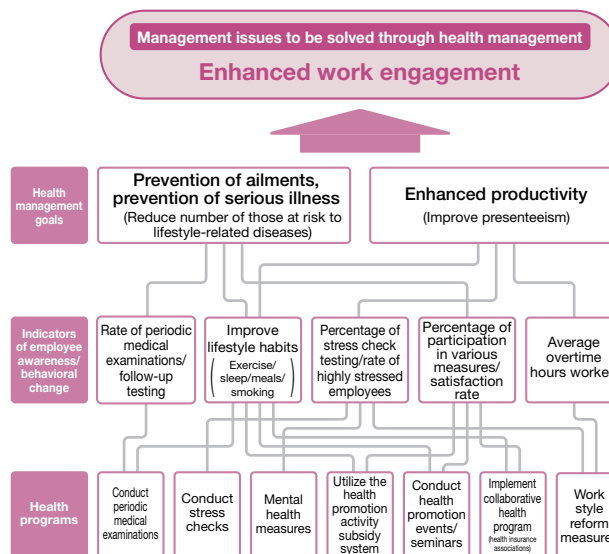 Management issues to be solved through health management
Enhanced work engagement
Health
management
goals
Prevention of ailments,
prevention of serious illness
(Reduce number of those at risk to
lifestyle-related diseases)
Enhanced productivity
(Improve presenteeism)
Indicators
of employee
awareness/
behavioral
change
Rate of periodic
medical
examinations/
follow-up
testing
Improve
lifestyle habits
(Exercise/
sleep/meals/
smoking)
Percentage of
stress check
testing/rate of
highly stressed
employees
Percentage of
participation
in various
measures/
satisfaction
rate
Average
overtime
hours worke
Health
programs
Conduct
periodic
medical
examinations
Conduct
stress
checks
Mental
health
measures
Utilize the
health
promotion
activity
subsidy
system
Conduct
health
promotion
events/
seminars
Implement
collaborative
health
program
(health insurance
associations)
Work
style
reform
measure